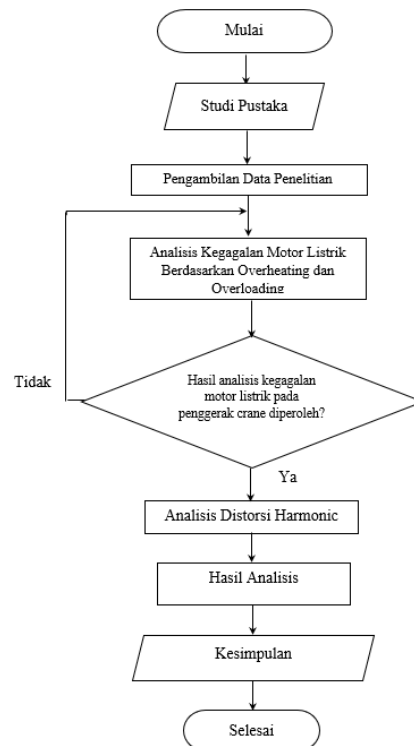 Mulai
Studi Pustaka
Pengambilan Data Penelitian
Analisis Kegagalan Motor Listrik
Berdasarkan Overheating dan
Overloading
Hasil analisis kegagalan
motor listrik pada
penggerak crane diperoleh?
Tidak
Ya
Analisis Distorsi Harmonic
Hasil Analisis
Kesimpulan
Selesai